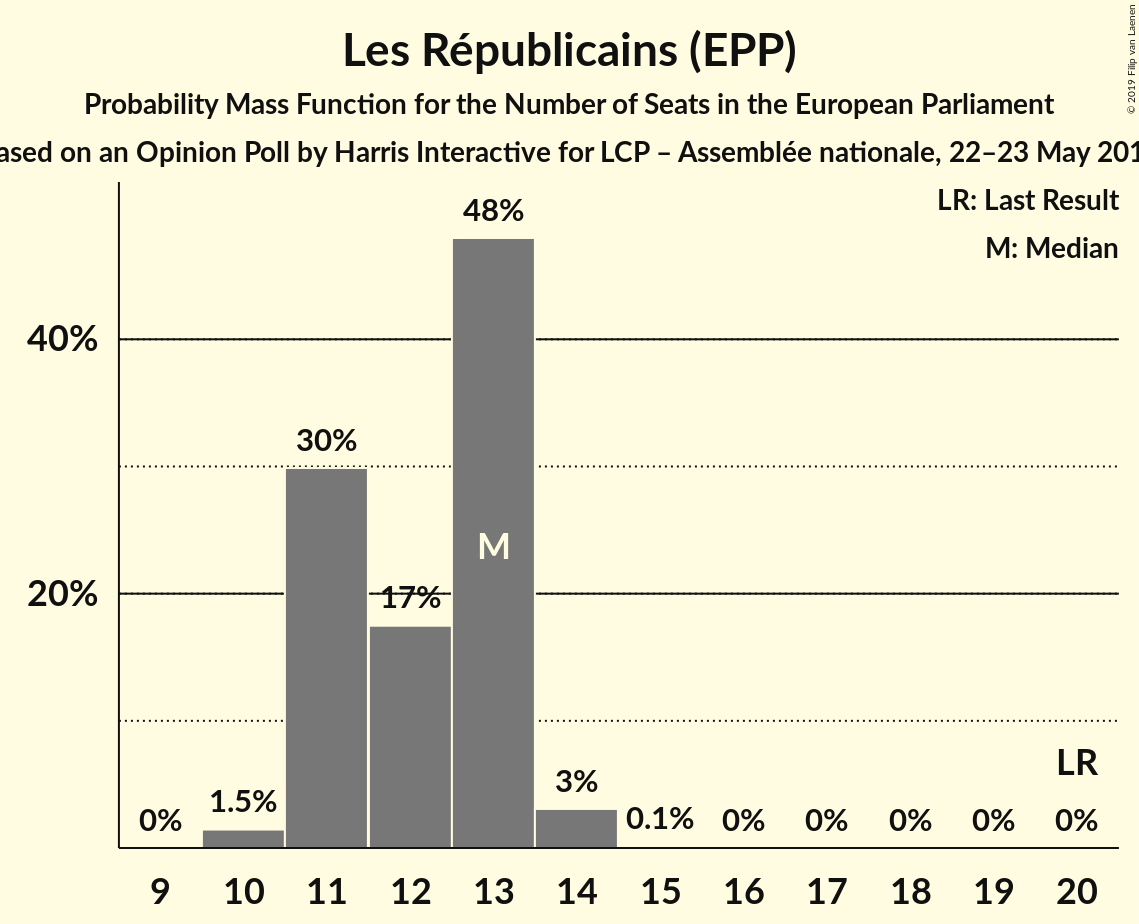 Les Républicains (EPP)
Probability Mass Function for the Number of Seats in the European Parliament
ased on an Opinion Poll by Harris Interactive for LCP – Assemblée nationale, 22–23 May 201
© 2019 Filip van Laenen
LR: Last Result
M: Median
48%
40%
30%
M
20%
17%
LR
0%
1.5%
3%
0.1%
0%
0%
0%
0%
0%
9 10 11 12 13 14 15 16 17 18 19 20